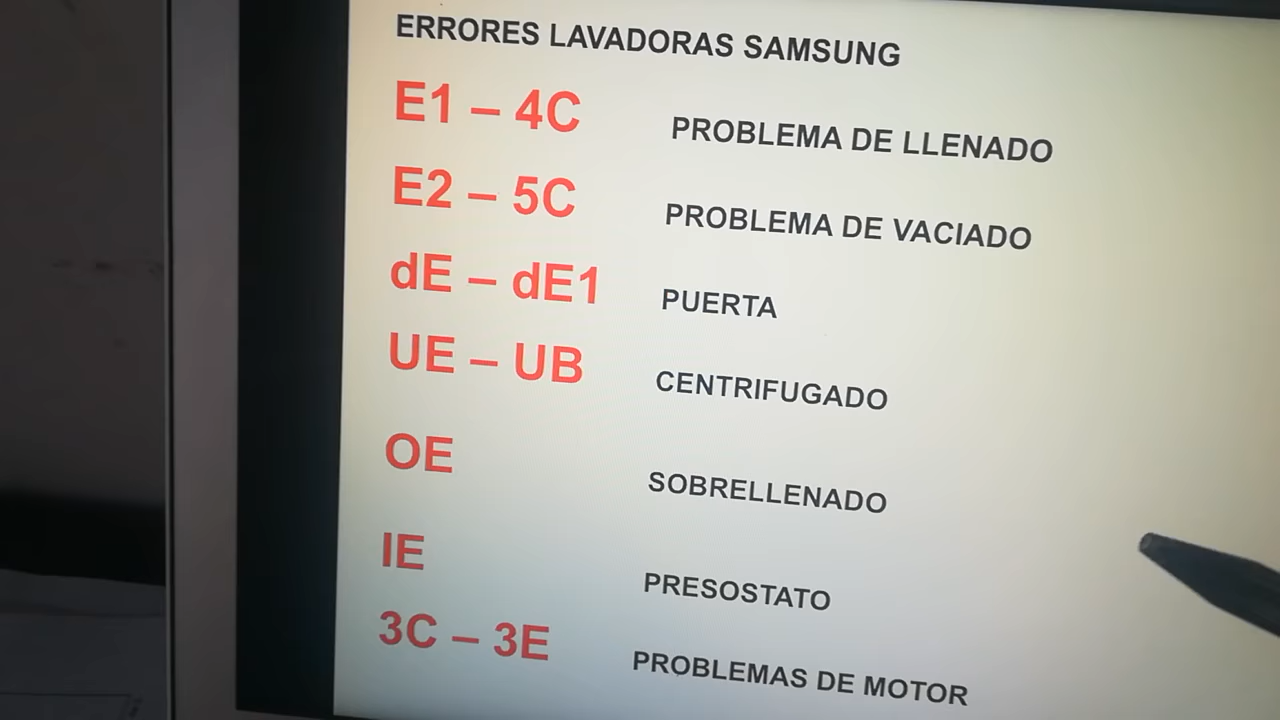 ERRORES LAVADORAS SAMSUNG
E1 – 4C PROBLEMA DE LLENADO
E2 – 5C PROBLEMA DE VACIADO
dE – dE1 PUERTA
UE – UB CENTRIFUGADO
OE SOBRELLENADO
IE PRESOSTATO
3C – 3E PROBLEMAS DE MOTOR